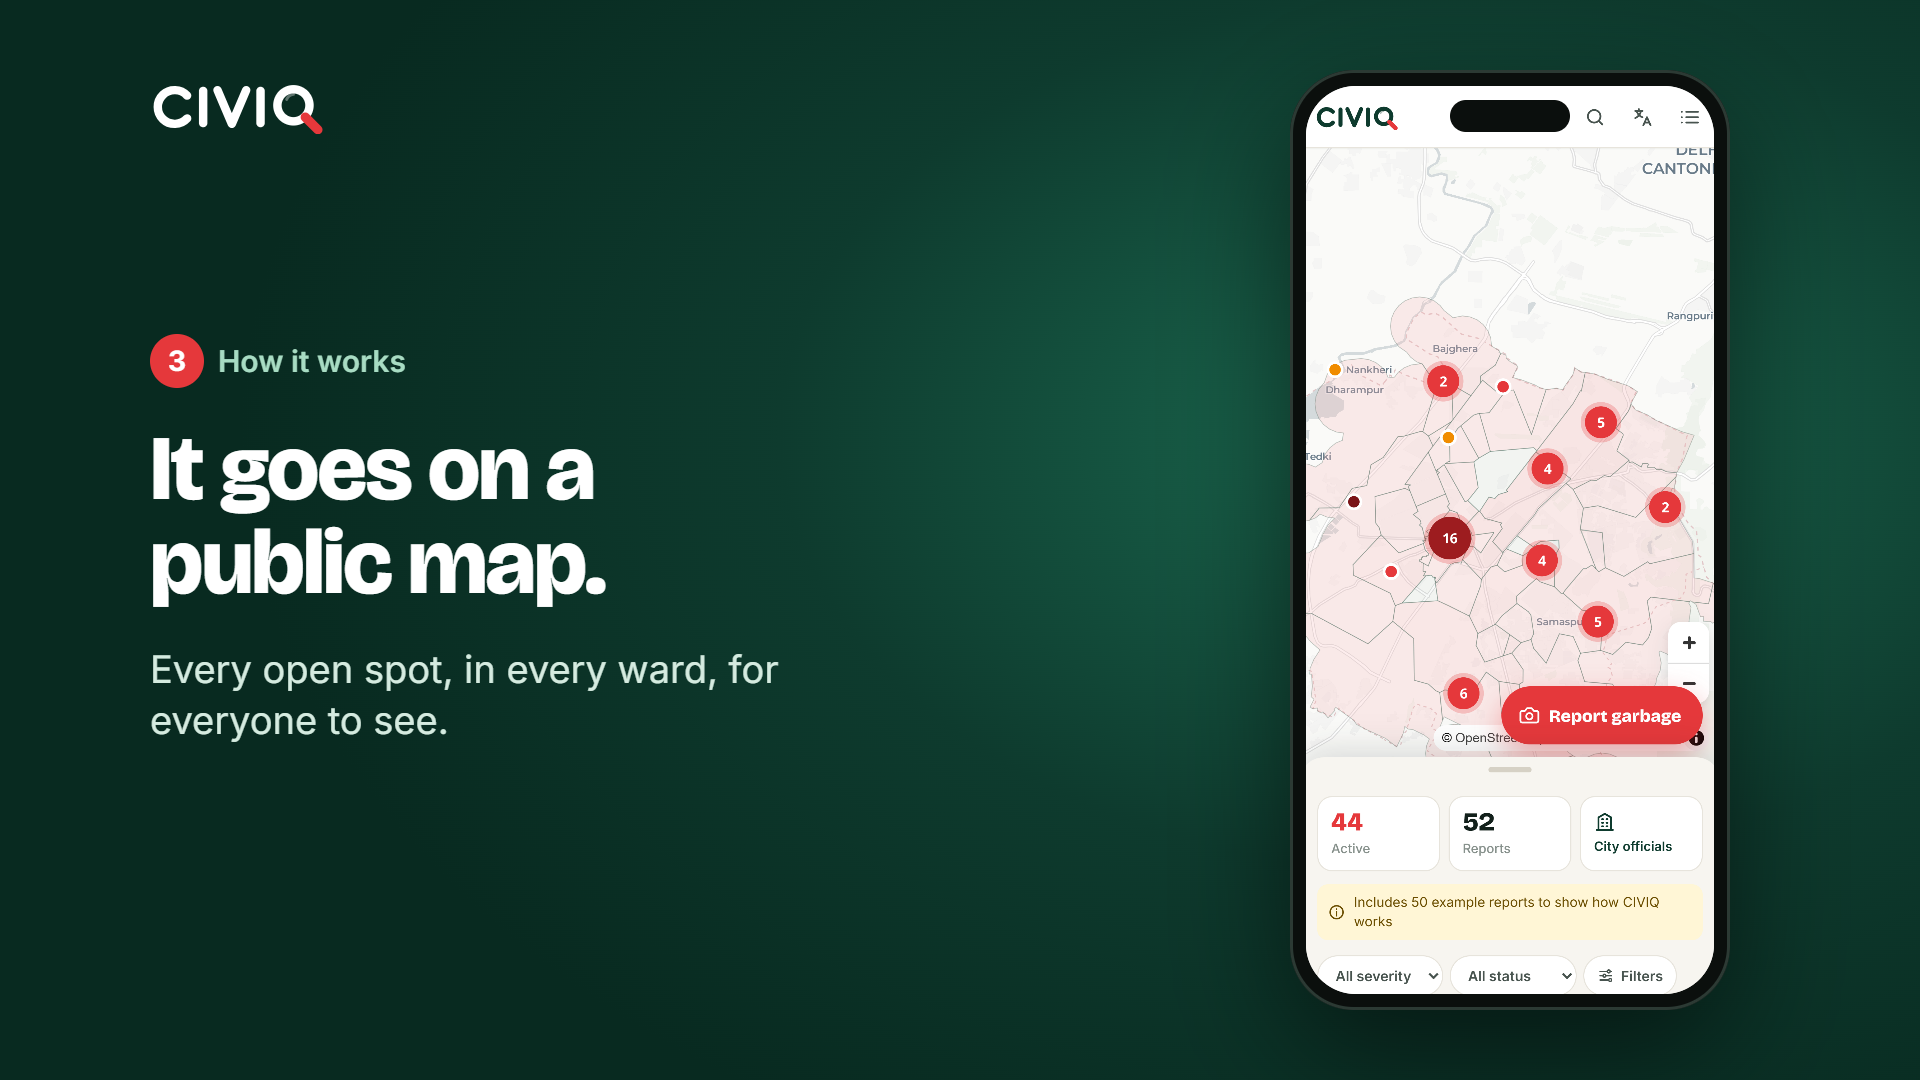 CIVIQ
3 How it works
It goes on a
public map.
Every open spot, in every ward, for
everyone to see.
CIVIQ
CANTON
Rangpuri
Bajghera
Nankheri
Dharampur
2
5
Tedki
4
2
16
4
Samaspu
5
6
Report garbage
© OpenStree
44
Active
52
Reports
City officials
Includes 50 example reports to show how CIVIQ
works
All severity
All status
Filters